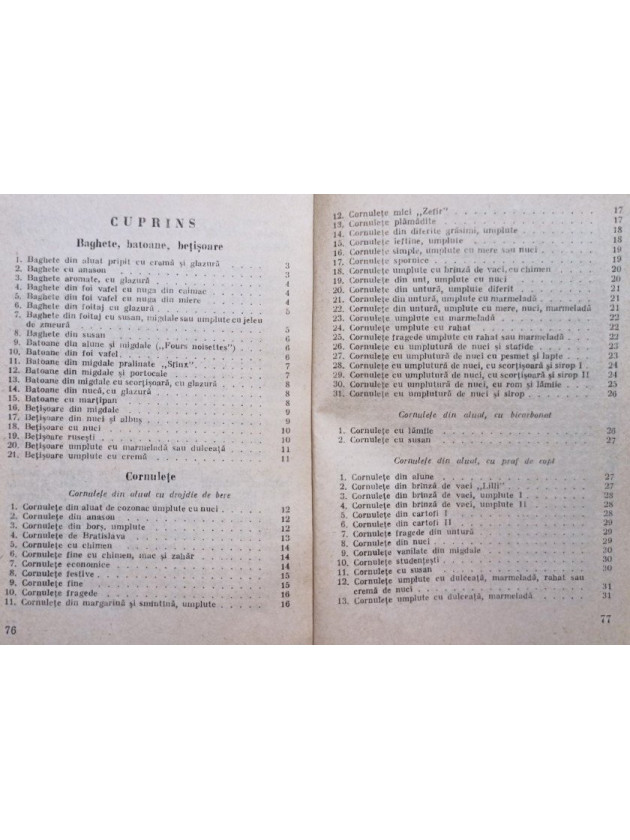 CUPRINS
Baghete, batoane, bețișoare
1. Baghete din aluat pripit cu cremă și glazură . . . . 3
2. Baghete cu anason . . . . 3
3. Baghete aromate, cu glazură . . . . 4
4. Baghete din foi vafel cu nuga din caimac . . . . 4
5. Baghete din foi vafel cu nuga din miere . . . . 4
6. Baghete din foitaj cu glazură . . . . 5
7. Baghete din foitaj cu susan, migdale sau umplute cu jeleu
de zmeură . . . . 5
8. Baghete din susan . . . . 6
9. Batoane din alune și migdale („Fours noisettes”) . . . . 6
10. Batoane din foi vafel . . . . 6
11. Batoane din migdale pralinate „Sfinx” . . . . 7
12. Batoane din migdale și portocale . . . . 7
13. Batoane din migdale cu scorțișoară, cu glazură . . . . 8
14. Batoane din nucă, cu glazură . . . . 8
15. Batoane cu marțipan . . . . 8
16. Bețișoare din migdale . . . . 9
17. Bețișoare din nuci și albuș . . . . 9
18. Bețișoare cu nuci . . . . 10
19. Bețișoare rusești . . . . 10
20. Bețișoare umplute cu marmeladă sau dulceață . . . . 11
21. Bețișoare umplute cu cremă . . . . 11
Cornulețe
Cornulețe din aluat cu drojdie de bere
1. Cornulețe din aluat de cozonac umplute cu nuci . . . . 12
2. Cornulețe din anason . . . . 12
3. Cornulețe din borș, umplute . . . . 12
4. Cornulețe de Bratislava . . . . 13
5. Cornulețe cu chimen . . . . 14
6. Cornulețe fine cu chimen, mac și zahăr . . . . 14
7. Cornulețe economice . . . . 14
8. Cornulețe festive . . . . 15
9. Cornulețe fine . . . . 15
10. Cornulețe fragede . . . . 16
11. Cornulețe din margarină și smîntînă, umplute . . . . 16
76
12. Cornulețe mici „Zefir” . . . . 17
13. Cornulețe plămădite . . . . 17
14. Cornulețe din diferite grăsimi, umplute . . . . 18
15. Cornulețe ieftine, umplute . . . . 18
16. Cornulețe simple, umplute cu mere sau nuci . . . . 19
17. Cornulețe spornice . . . . 19
18. Cornulețe umplute cu brînză de vaci, cu chimen . . . . 20
19. Cornulețe din unt, umplute cu nuci . . . . 20
20. Cornulețe din untură, umplute diferit . . . . 21
21. Cornulețe din untură, umplute cu marmeladă . . . . 21
22. Cornulețe din untură, umplute cu mere, nuci, marmeladă 21
23. Cornulețe umplute cu marmeladă . . . . 22
24. Cornulețe umplute cu rahat . . . . 22
25. Cornulețe fragede umplute cu rahat sau marmeladă . . . . 22
26. Cornulețe cu umplutură de nuci și stafide . . . . 23
27. Cornulețe cu umplutură de nuci cu pesmet și lapte . . . . 23
28. Cornulețe cu umplutură de nuci, cu scorțișoară și sirop I . 24
29. Cornulețe cu umplutură de nuci, cu scorțișoară și sirop II 24
30. Cornulețe cu umplutură de nuci, cu rom și lămîie . . . . 25
31. Cornulețe cu umplutură de nuci și sirop . . . . 26
Cornulețe din aluat, cu bicarbonat
1. Cornulețe cu lămîie . . . . 26
2. Cornulețe cu susan . . . . 27
Cornulețe din aluat, cu praf de copt
1. Cornulețe din alune . . . . 27
2. Cornulețe din brînză de vaci „Lilli” . . . . 27
3. Cornulețe din brînză de vaci, umplute I . . . . 28
4. Cornulețe din brînză de vaci, umplute II . . . . 28
5. Cornulețe din cartofi I . . . . 28
6. Cornulețe din cartofi II . . . . 29
7. Cornulețe fragede din untură . . . . 29
8. Cornulețe din nuci . . . . 29
9. Cornulețe vanilate din migdale . . . . 30
10. Cornulețe studențești . . . . 30
11. Cornulețe cu susan . . . . 30
12. Cornulețe umplute cu dulceață, marmeladă, rahat sau
cremă de nuci . . . . 31
13. Cornulețe umplute cu dulceață, marmeladă . . . . 31
77